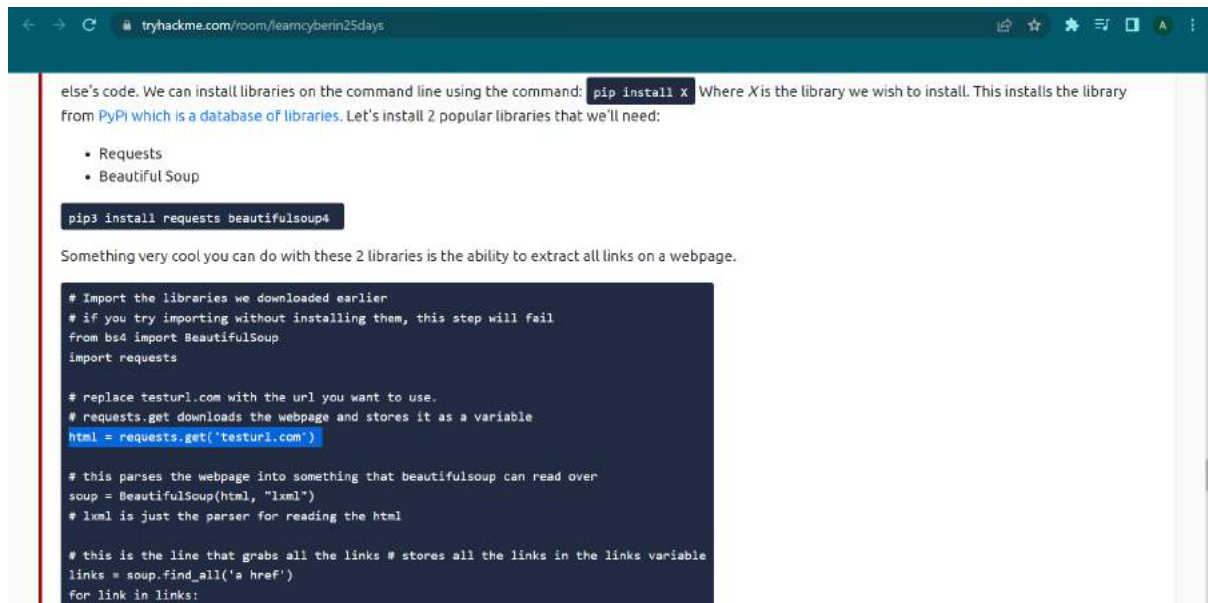 tryhackme.com/room/learncyberin25days
A
else's code. We can install libraries on the command line using the command: pip install X Where X is the library we wish to install. This installs the library
from PyPi which is a database of libraries. Let's install 2 popular libraries that we'll need:
• Requests
• Beautiful Soup
pip3 install requests beautifulsoup4
Something very cool you can do with these 2 libraries is the ability to extract all links on a webpage.
# Import the libraries we downloaded earlier
# if you try importing without installing them, this step will fail
from bs4 import BeautifulSoup
import requests
# replace testurl.com with the url you want to use.
# requests.get downloads the webpage and stores it as a variable
html = requests.get('testurl.com')
# this parses the webpage into something that beautifulsoup can read over
soup = BeautifulSoup(html, "lxml")
# lxml is just the parser for reading the html
# this is the line that grabs all the links # stores all the links in the links variable
links = soup.find_all('a href')
for link in links: